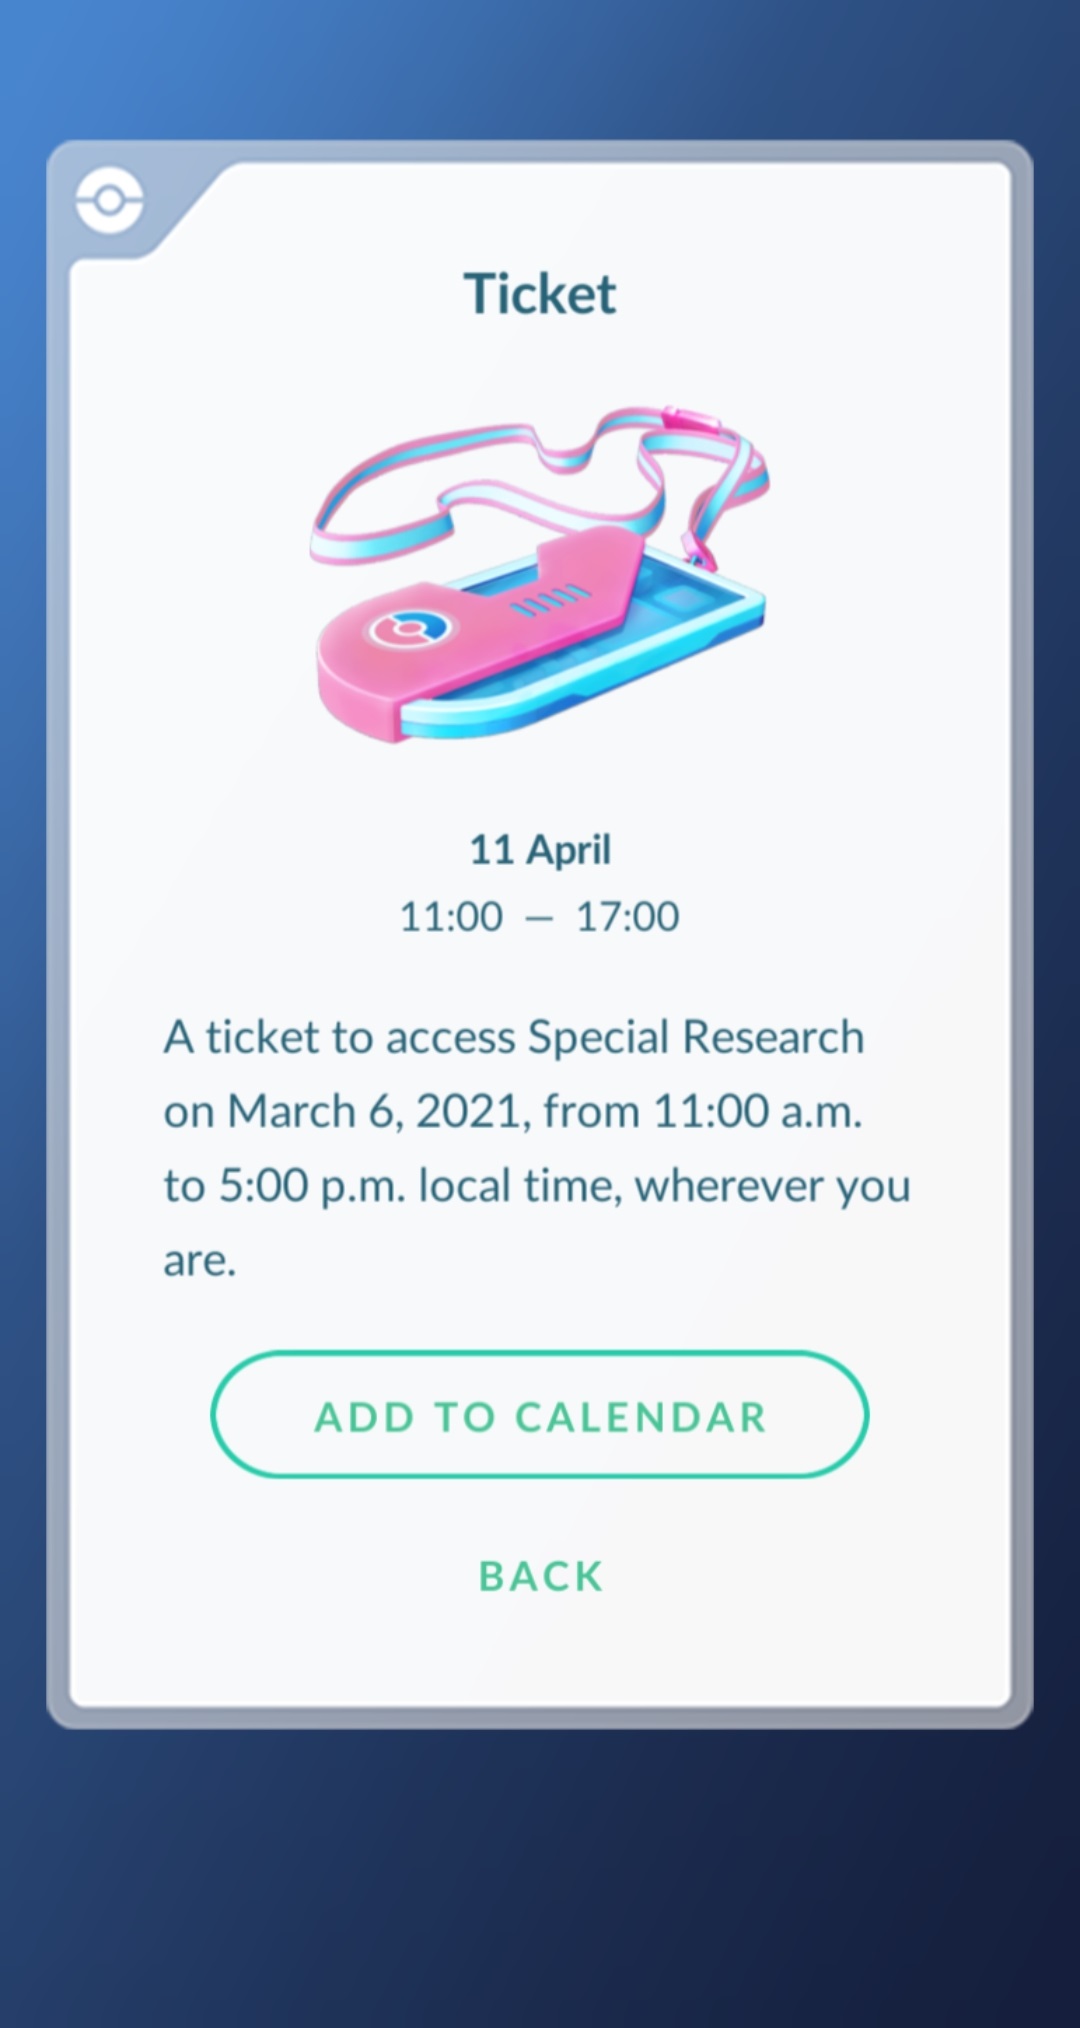 Ticket
11 April
11:00 — 17:00
A ticket to access Special Research
on March 6, 2021, from 11:00 a.m.
to 5:00 p.m. local time, wherever you
are.
ADD TO CALENDAR
BACK